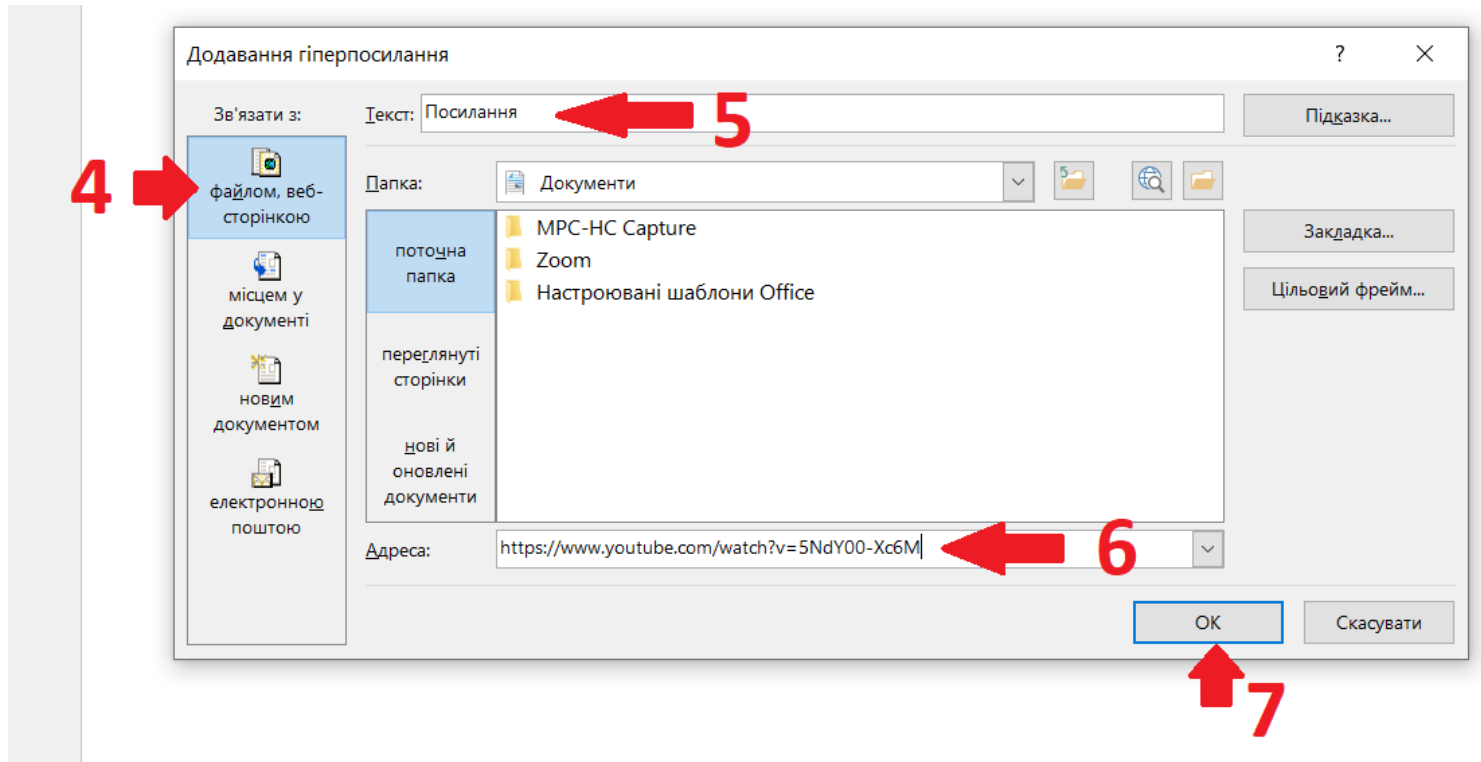 Додавання гіперпосилання
?
Зв'язати з:
Текст: Посилання
5
Підказка...
4
файлом, веб-
сторінкою
Папка:
Документи
5
MPC-HC Capture
Zoom
Настроювані шаблони Office
поточна
папка
Закладка...
Цільовий фрейм...
місцем у
документі
переглянуті
сторінки
новим
документом
нові й
оновлені
документи
електронною
поштою
Адреса:
https://www.youtube.com/watch?v=5NdY00-Xc6M
6
ОК
Скасувати
7